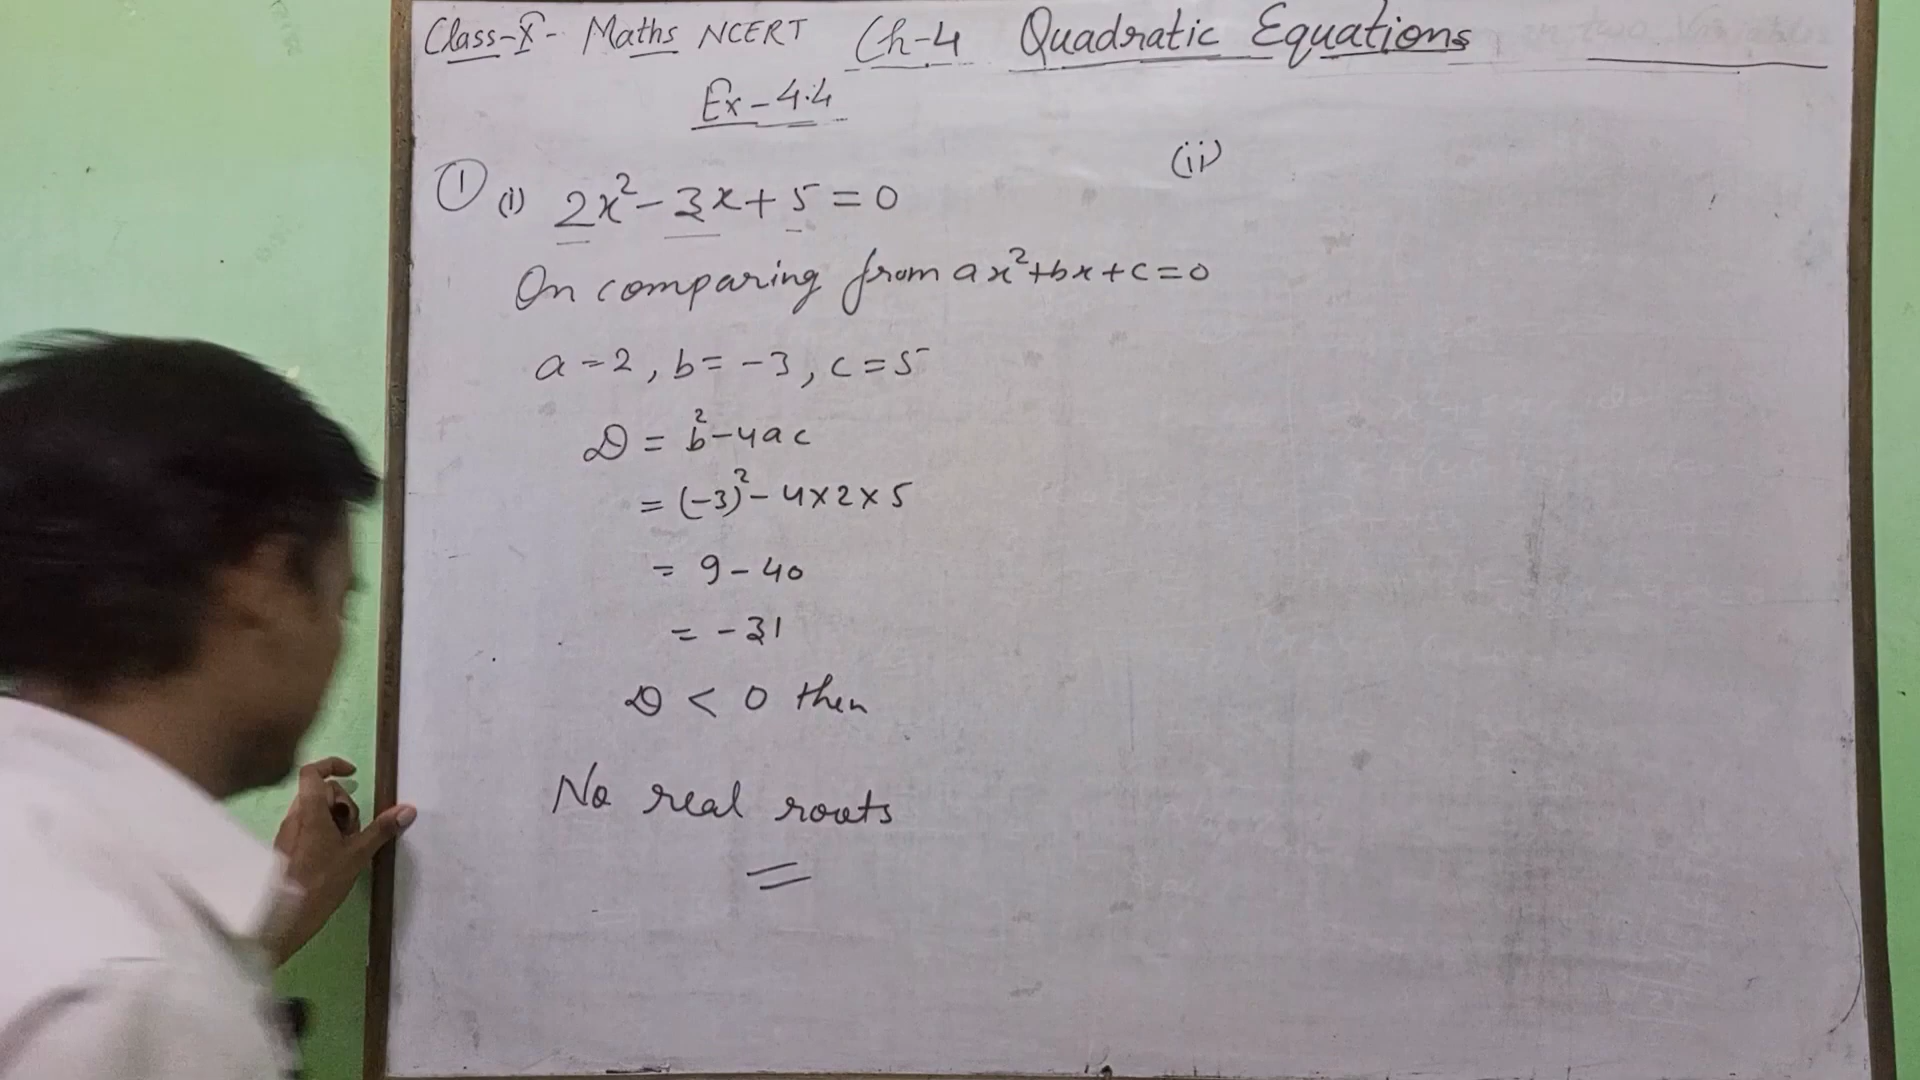 Class-X- Maths NCERT Ch-4 Quadratic Equations
Ex-4.4
① (i) 2x²-3x+5=0
On comparing from ax²+bx+c=0
a=2, b=-3, c=5
D = b²-4ac
= (-3)²-4×2×5
= 9-40
= -31
D < 0 then
No real roots
(ii)